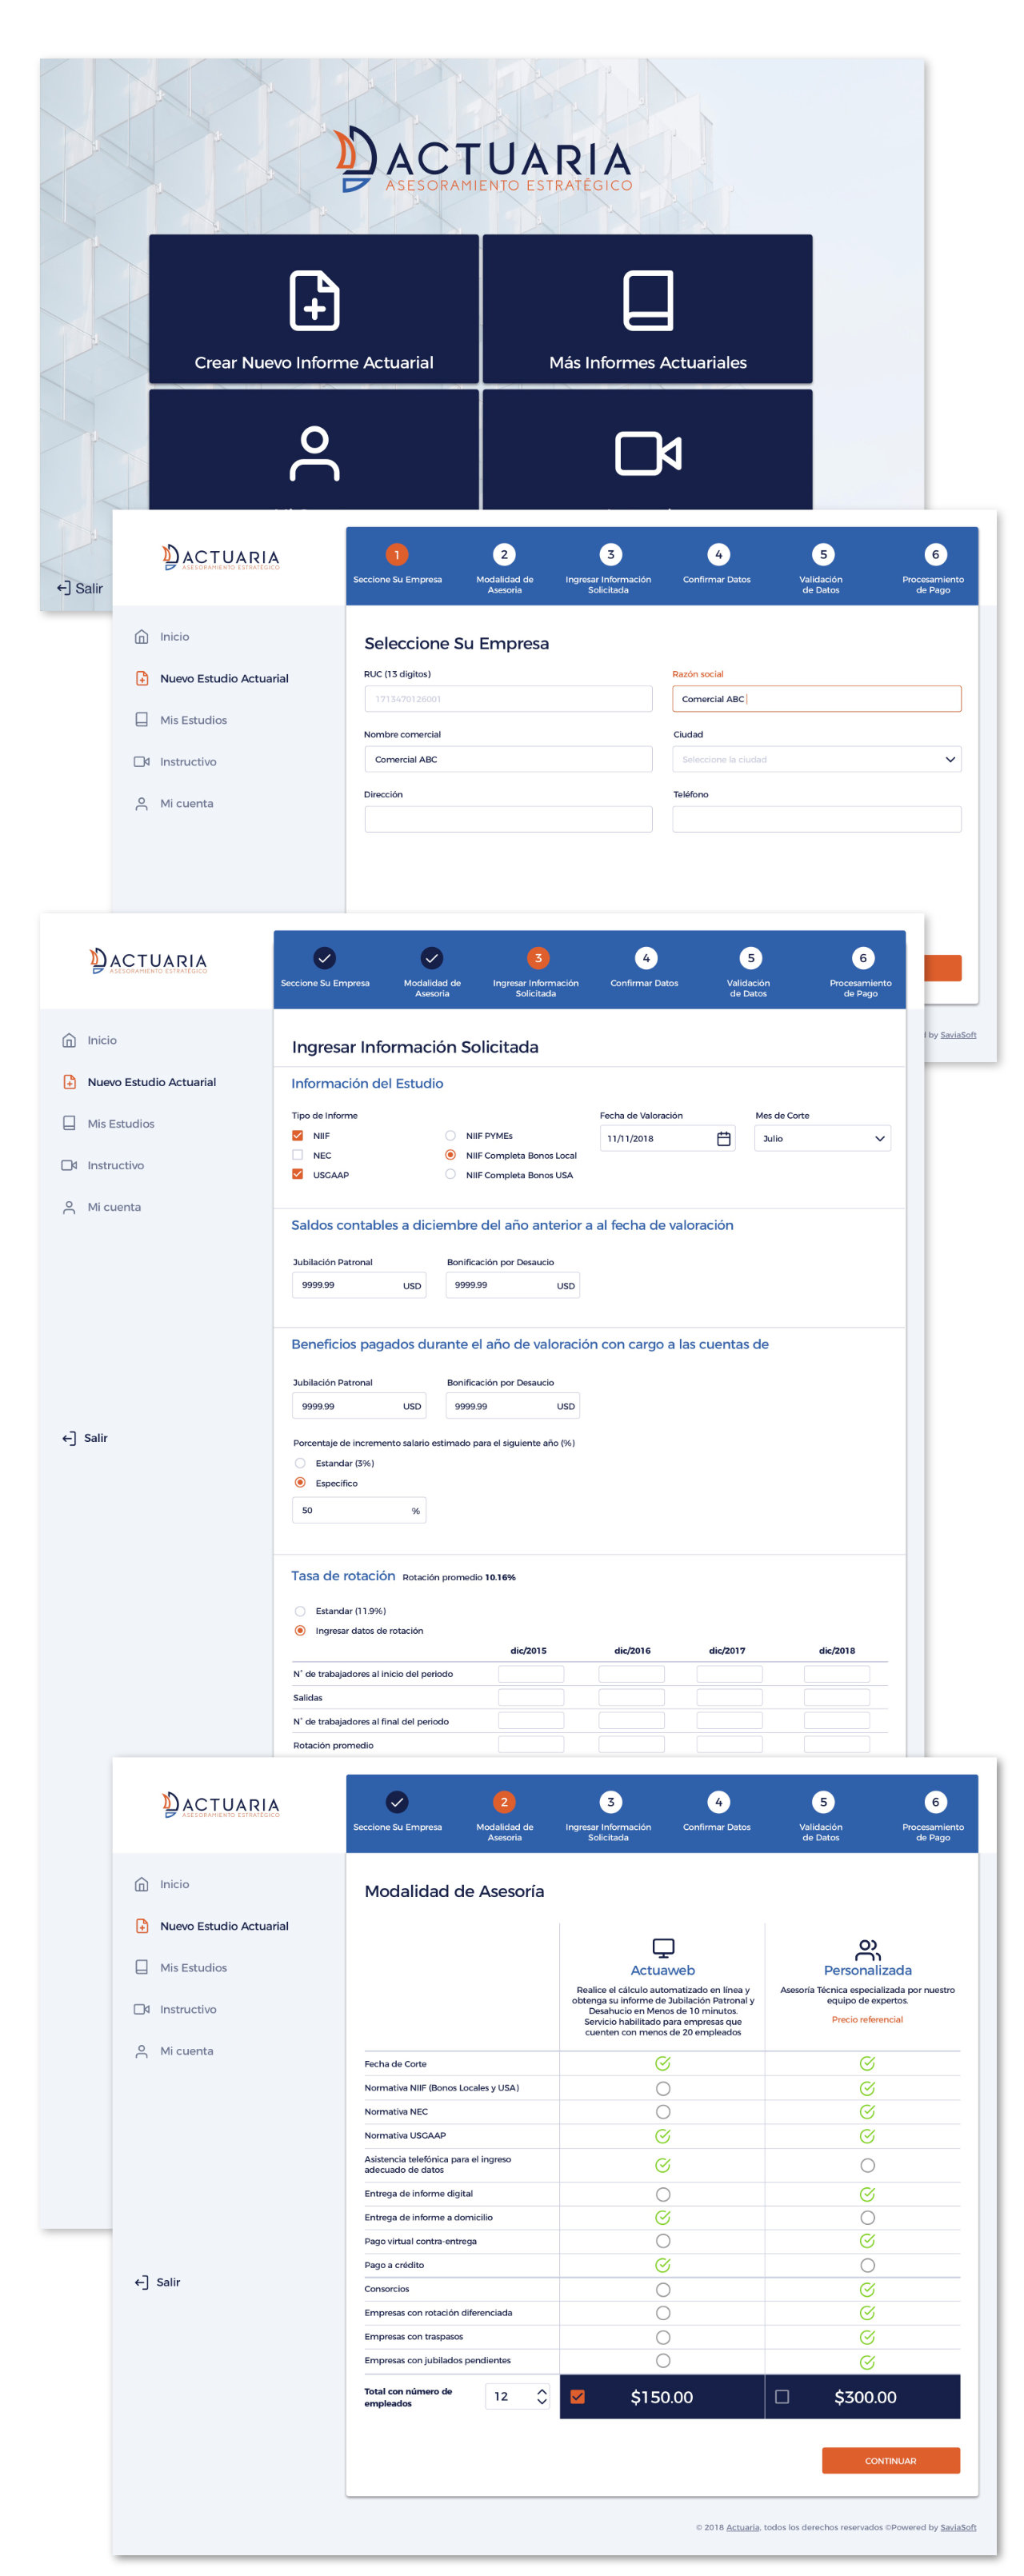 ACTUARIA
ASESORAMIENTO ESTRATÉGICO
Crear Nuevo Informe Actuarial
Más Informes Actuariales
Salir
ACTUARIA
ASESORAMIENTO ESTRATÉGICO
1
2
3
4
5
6
Seccione Su Empresa
Modalidad de
Asesoria
Ingresar Información
Solicitada
Confirmar Datos
Validación
de Datos
Procesamiento
de Pago
Inicio
Nuevo Estudio Actuarial
Mis Estudios
Instructivo
Mi cuenta
Seleccione Su Empresa
RUC (13 digitos)
1713470126001
Razón social
Comercial ABC
Nombre comercial
Comercial ABC
Ciudad
Seleccione la ciudad
Dirección
Teléfono
by SaviaSoft
ACTUARIA
ASESORAMIENTO ESTRATÉGICO
3
4
5
6
Seccione Su Empresa
Modalidad de
Asesoria
Ingresar Información
Solicitada
Confirmar Datos
Validación
de Datos
Procesamiento
de Pago
Inicio
Nuevo Estudio Actuarial
Mis Estudios
Instructivo
Mi cuenta
Salir
Ingresar Información Solicitada
Información del Estudio
Tipo de Informe
NIIF
NEC
USGAAP
NIIF PYMEs
NIIF Completa Bonos Local
NIIF Completa Bonos USA
Fecha de Valoración
11/11/2018
Mes de Corte
Julio
Saldos contables a diciembre del año anterior a al fecha de valoración
Jubilación Patronal
9999.99 USD
Bonificación por Desaucio
9999.99 USD
Beneficios pagados durante el año de valoración con cargo a las cuentas de
Jubilación Patronal
9999.99 USD
Bonificación por Desaucio
9999.99 USD
Porcentaje de incremento salario estimado para el siguiente año (%)
Estandar (3%)
Específico
50 %
Tasa de rotación Rotación promedio 10.16%
Estandar (11.9%)
Ingresar datos de rotación
dic/2015 dic/2016 dic/2017 dic/2018
N° de trabajadores al inicio del periodo
Salidas
N° de trabajadores al final del periodo
Rotación promedio
ACTUARIA
ASESORAMIENTO ESTRATÉGICO
2
3
4
5
6
Seccione Su Empresa
Modalidad de
Asesoria
Ingresar Información
Solicitada
Confirmar Datos
Validación
de Datos
Procesamiento
de Pago
Inicio
Nuevo Estudio Actuarial
Mis Estudios
Instructivo
Mi cuenta
Salir
Modalidad de Asesoría
Actuaweb
Realice el cálculo automatizado en línea y
obtenga su informe de Jubilación Patronal y
Desahucio en Menos de 10 minutos.
Servicio habilitado para empresas que
cuenten con menos de 20 empleados
Personalizada
Asesoría Técnica especializada por nuestro
equipo de expertos.
Precio referencial
Fecha de Corte
Normativa NIIF (Bonos Locales y USA)
Normativa NEC
Normativa USGAAP
Asistencia telefónica para el ingreso
adecuado de datos
Entrega de informe digital
Entrega de informe a domicilio
Pago virtual contra-entrega
Pago a crédito
Consorcios
Empresas con rotación diferenciada
Empresas con traspasos
Empresas con jubilados pendientes
Total con número de
empleados
12
$150.00
$300.00
CONTINUAR
© 2018 Actuaria, todos los derechos reservados ©Powered by SaviaSoft